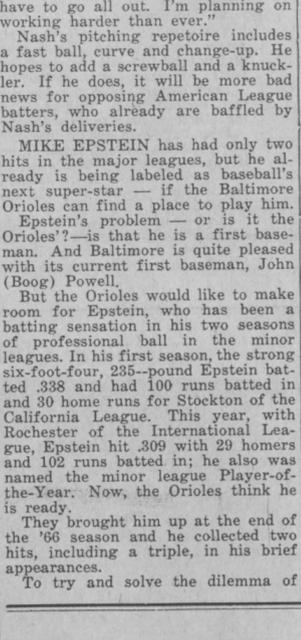 have to go all out. I'm planning on
working harder than ever."
Nash's pitching repetoire includes
a fast ball, curve and change-up. He
hopes to add a screwball and a knuck-
ler. If he does, it will be more bad
news for opposing American League
batters, who already are baffled by
Nash's deliveries.
MIKE EPSTEIN has had only two
hits in the major leagues, but he al-
ready is being labeled as baseball's
next super-star — if the Baltimore
Orioles can find a place to play him.
Epstein's problem — or is it the
Orioles'?—is that he is a first base-
man. And Baltimore is quite pleased
with its current first baseman, John
(Boog) Powell.
But the Orioles would like to make
room for Epstein, who has been a
batting sensation in his two seasons
of professional ball in the minor
leagues. In his first season, the strong
six-foot-four, 235--pound Epstein bat-
ted .338 and had 100 runs batted in
and 30 home runs for Stockton of the
California League. This year, with
Rochester of the International Lea-
gue, Epstein hit .309 with 29 homers
and 102 runs batted in; he also was
named the minor league Player-of-
the-Year. Now, the Orioles think he
is ready.
They brought him up at the end of
the '66 season and he collected two
hits, including a triple, in his brief
appearances.
To try and solve the dilemma of